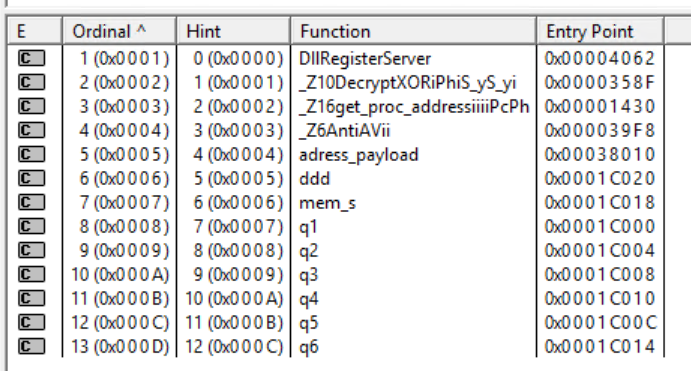 E Ordinal ^ Hint Function Entry Point
C 1 (0x0001) 0 (0x0000) DllRegisterServer 0x00004062
C 2 (0x0002) 1 (0x0001) _Z10DecryptXORiPhiS_yS_yi 0x0000358F
C 3 (0x0003) 2 (0x0002) _Z16get_proc_addressiiiiPcPh 0x00001430
C 4 (0x0004) 3 (0x0003) _Z6AntiAVii 0x000039F8
C 5 (0x0005) 4 (0x0004) adress_payload 0x00038010
C 6 (0x0006) 5 (0x0005) ddd 0x0001C020
C 7 (0x0007) 6 (0x0006) mem_s 0x0001C018
C 8 (0x0008) 7 (0x0007) q1 0x0001C000
C 9 (0x0009) 8 (0x0008) q2 0x0001C004
C 10 (0x000A) 9 (0x0009) q3 0x0001C008
C 11 (0x000B) 10 (0x000A) q4 0x0001C010
C 12 (0x000C) 11 (0x000B) q5 0x0001C00C
C 13 (0x000D) 12 (0x000C) q6 0x0001C014